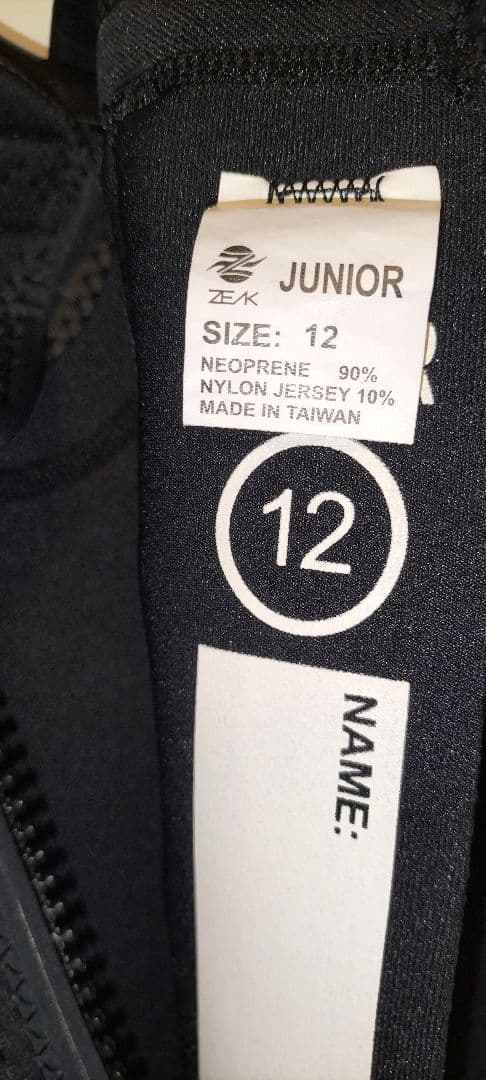 ZEAK JUNIOR
SIZE: 12
NEOPRENE 90%
NYLON JERSEY 10%
MADE IN TAIWAN
R
12
NAME: